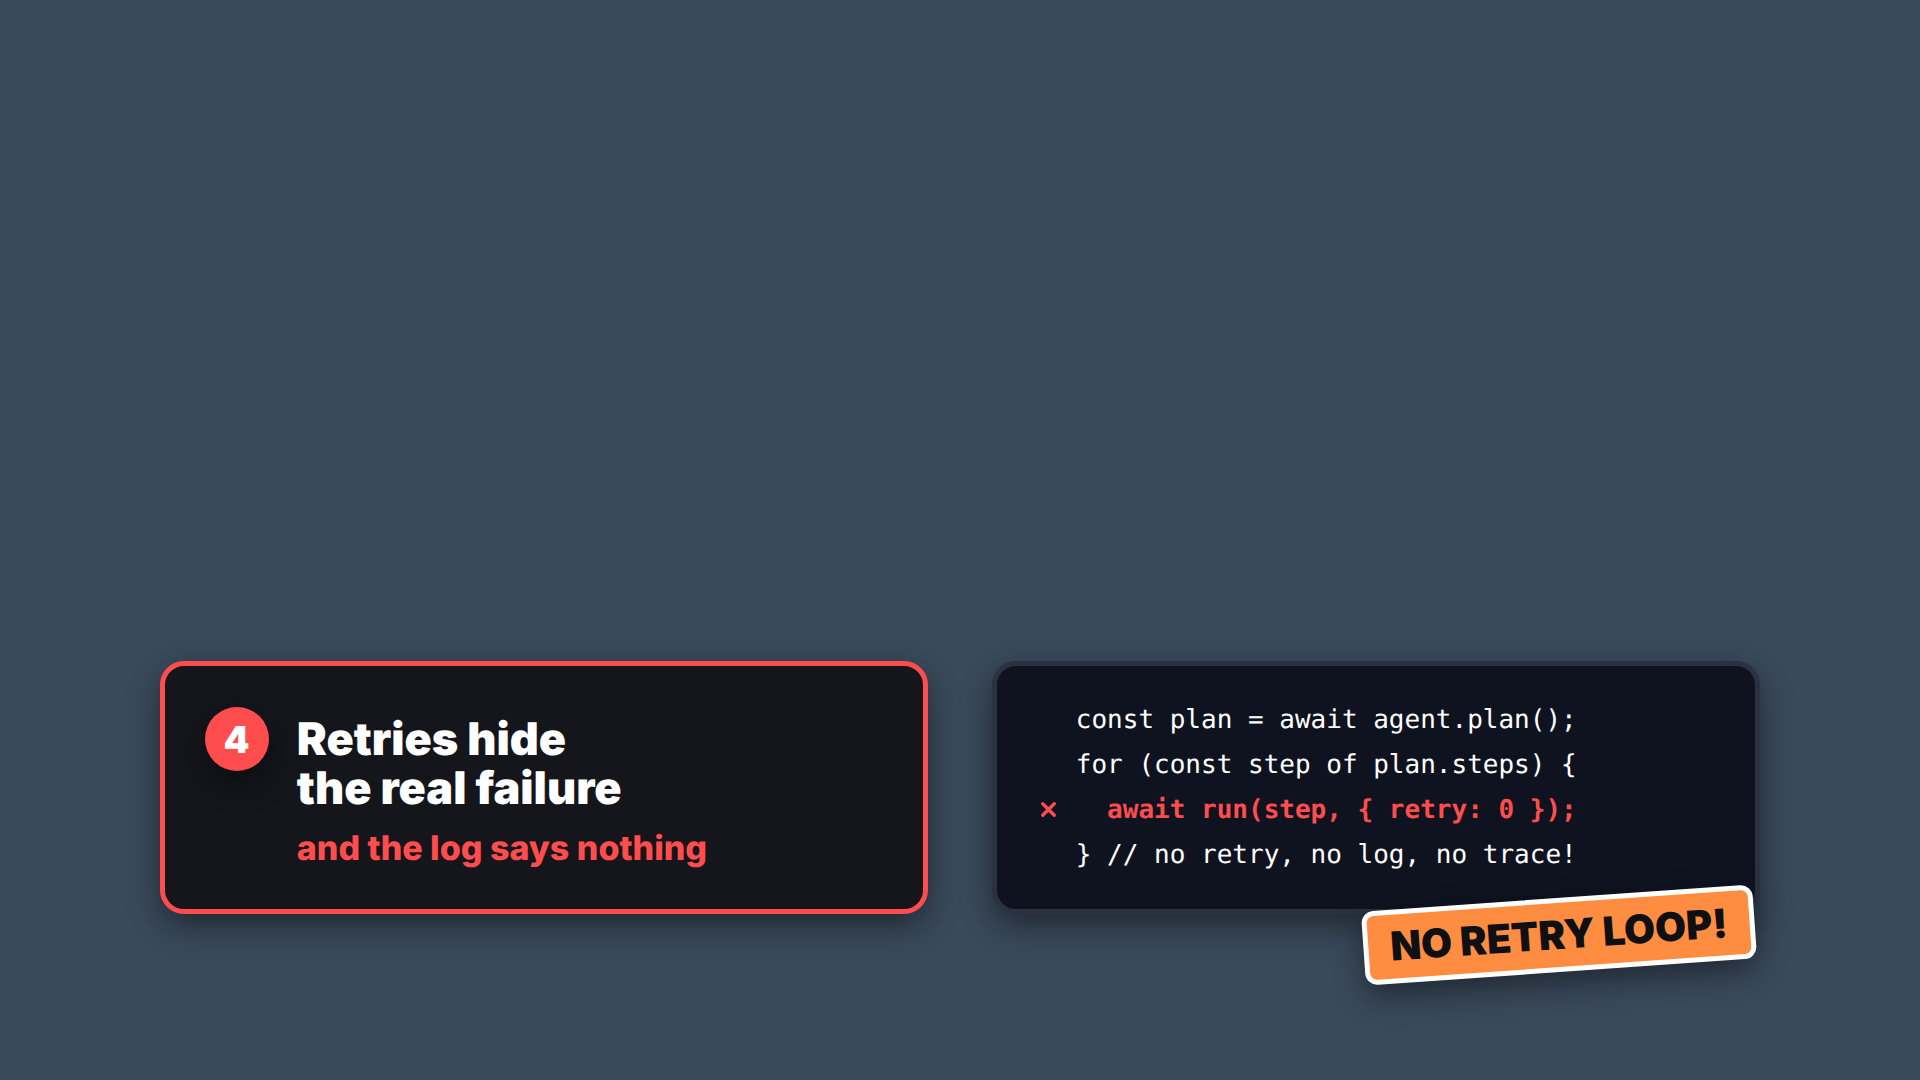 4
Retries hide
the real failure
and the log says nothing
const plan = await agent.plan();
for (const step of plan.steps) {
✕ await run(step, { retry: 0 });
} // no retry, no log, no trace!
NO RETRY LOOP!